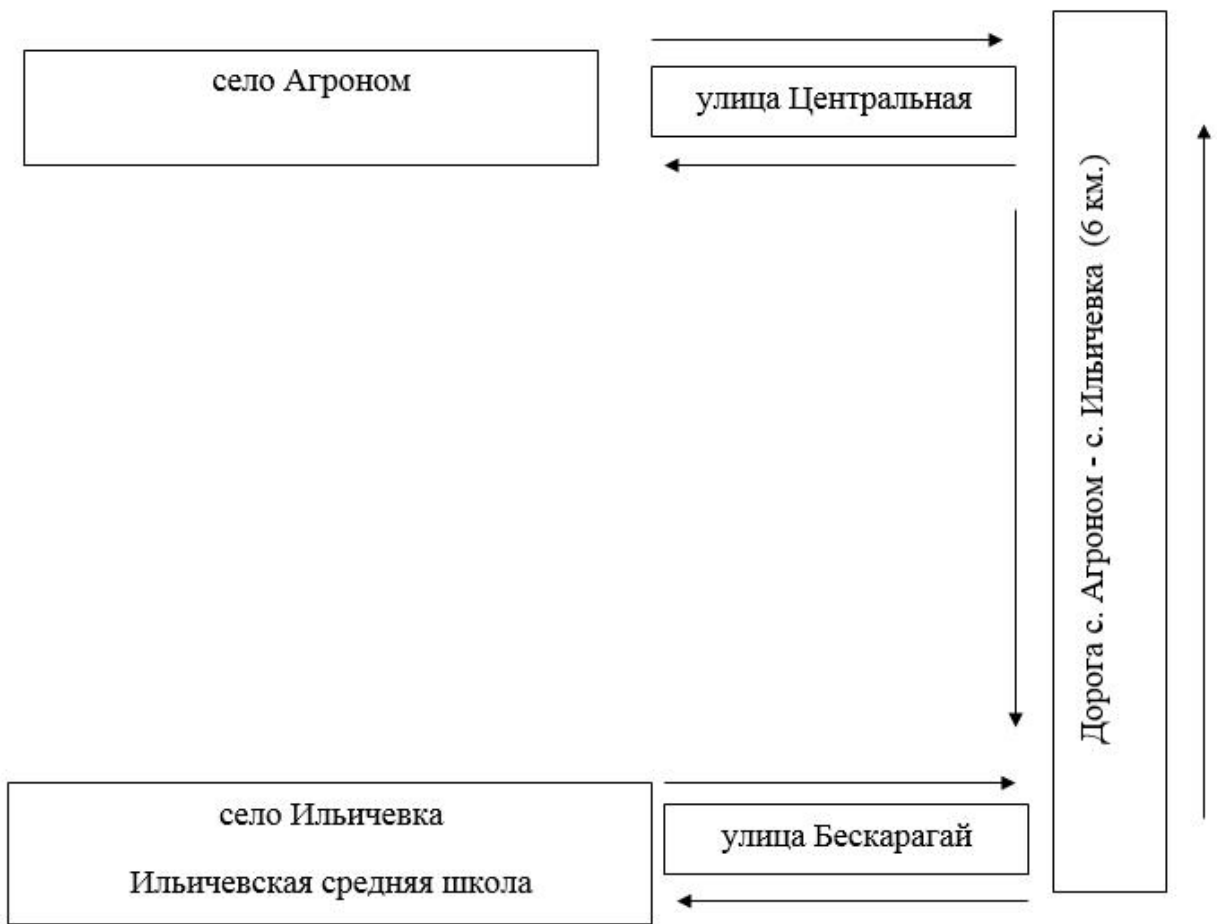 село Агроном
улица Центральная
Дорога с. Агроном - с. Ильичевка (6 км.)
село Ильичевка
Ильичевская средняя школа
улица Бескарагай